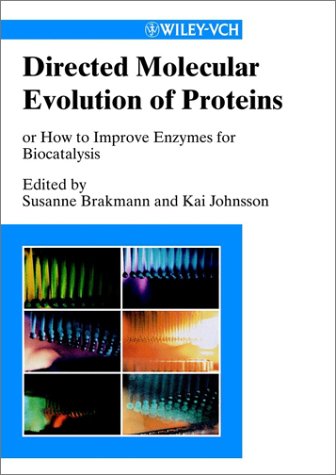 WILEY-VCH
Directed Molecular
Evolution of Proteins
or How to Improve Enzymes for
Biocatalysis
Edited by
Susanne Brakmann and Kai Johnsson